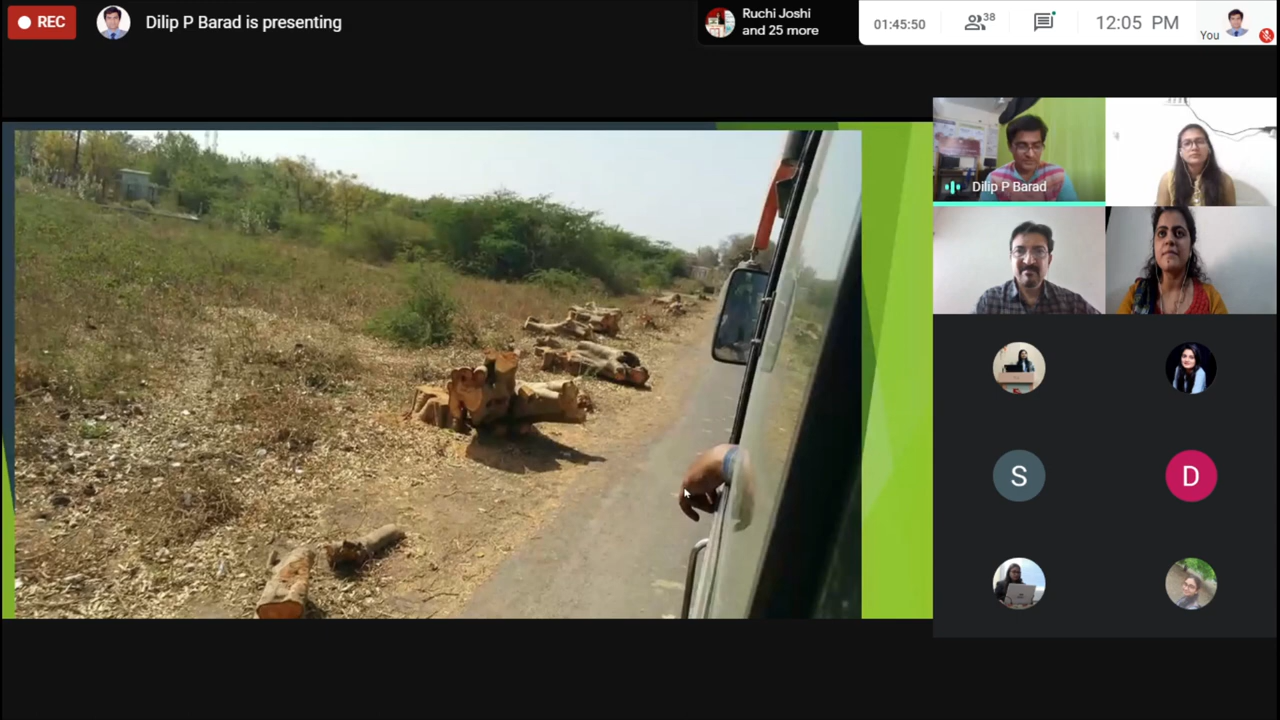 REC
Dilip P Barad is presenting
Ruchi Joshi
and 25 more
01:45:50
38
12:05 PM
You
Dilip P Barad
S
D